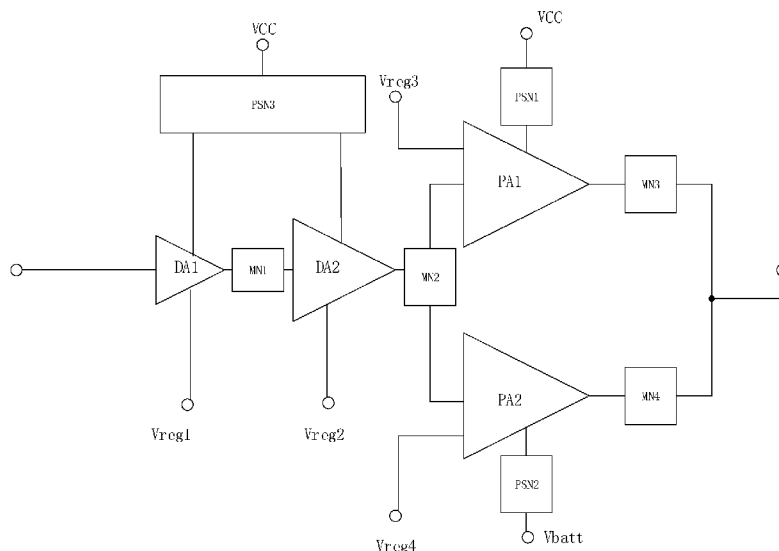 VCC
VCC
Vreg3
PSN3
PSN1
PA1
MN3
DA1
MN1
DA2
MN2
PA2
MN4
Vreg1
Vreg2
PSN2
Vreg4
Vbatt